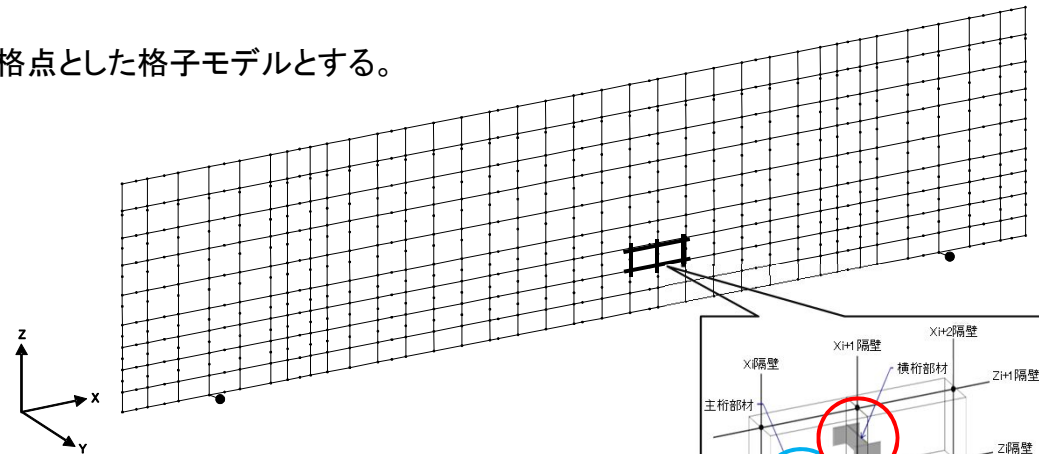 格点とした格子モデルとする。
Xi+2隔壁
Xi+1隔壁
Xi隔壁
横桁部材
Zi+1隔壁
主桁部材
Zi隔壁
Z
X
Y